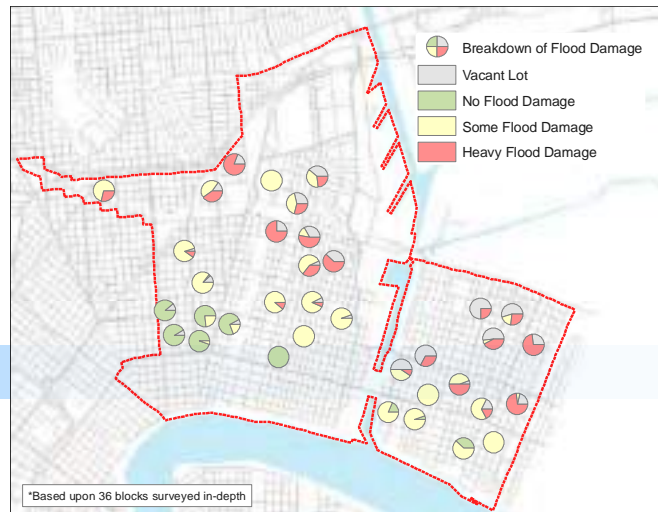 Breakdown of Flood Damage
Vacant Lot
No Flood Damage
Some Flood Damage
Heavy Flood Damage
*Based upon 36 blocks surveyed in-depth